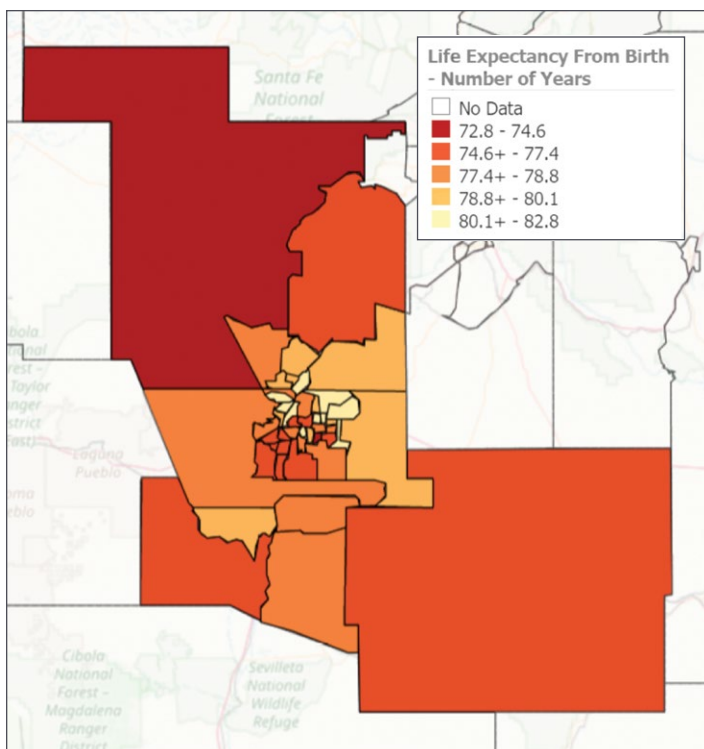 Life Expectancy From Birth
- Number of Years
No Data
72.8 - 74.6
74.6+ - 77.4
77.4+ - 78.8
78.8+ - 80.1
80.1+ - 82.8
Santa Fe
National
Forest
Forest -
Taylor
Ranger
District
Laguna
Pueblo
Cibola
National
Forest –
Magdalena
Ranger
District
Sevilleta
National
Wildlife
Refuge